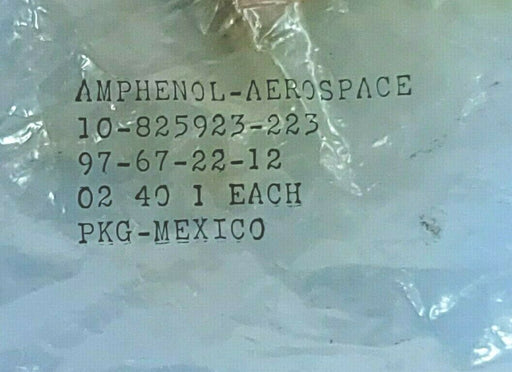 AMPHENOL-AEROSPACE
10-825923-223
97-67-22-12
02 40 1 EACH
PKG-MEXICO